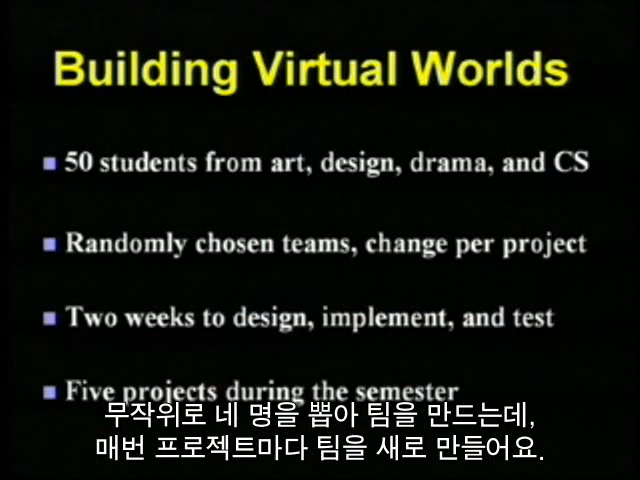 Building Virtual Worlds
50 students from art, design, drama, and CS
Randomly chosen teams, change per project
Two weeks to design, implement, and test
Five projects during the semester
무작위로 네 명을 뽑아 팀을 만드는데,
매번 프로젝트마다 팀을 새로 만들어요.